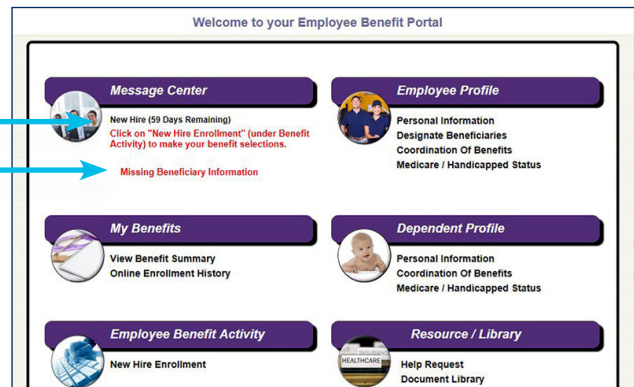 Welcome to your Employee Benefit Portal
Message Center
New Hire (59 Days Remaining)
Click on "New Hire Enrollment" (under Benefit
Activity) to make your benefit selections.
Missing Beneficiary Information
Employee Profile
Personal Information
Designate Beneficiaries
Coordination Of Benefits
Medicare / Handicapped Status
My Benefits
View Benefit Summary
Online Enrollment History
Dependent Profile
Personal Information
Coordination Of Benefits
Medicare / Handicapped Status
Employee Benefit Activity
New Hire Enrollment
Resource / Library
HEALTHCARE
Help Request
Document Library